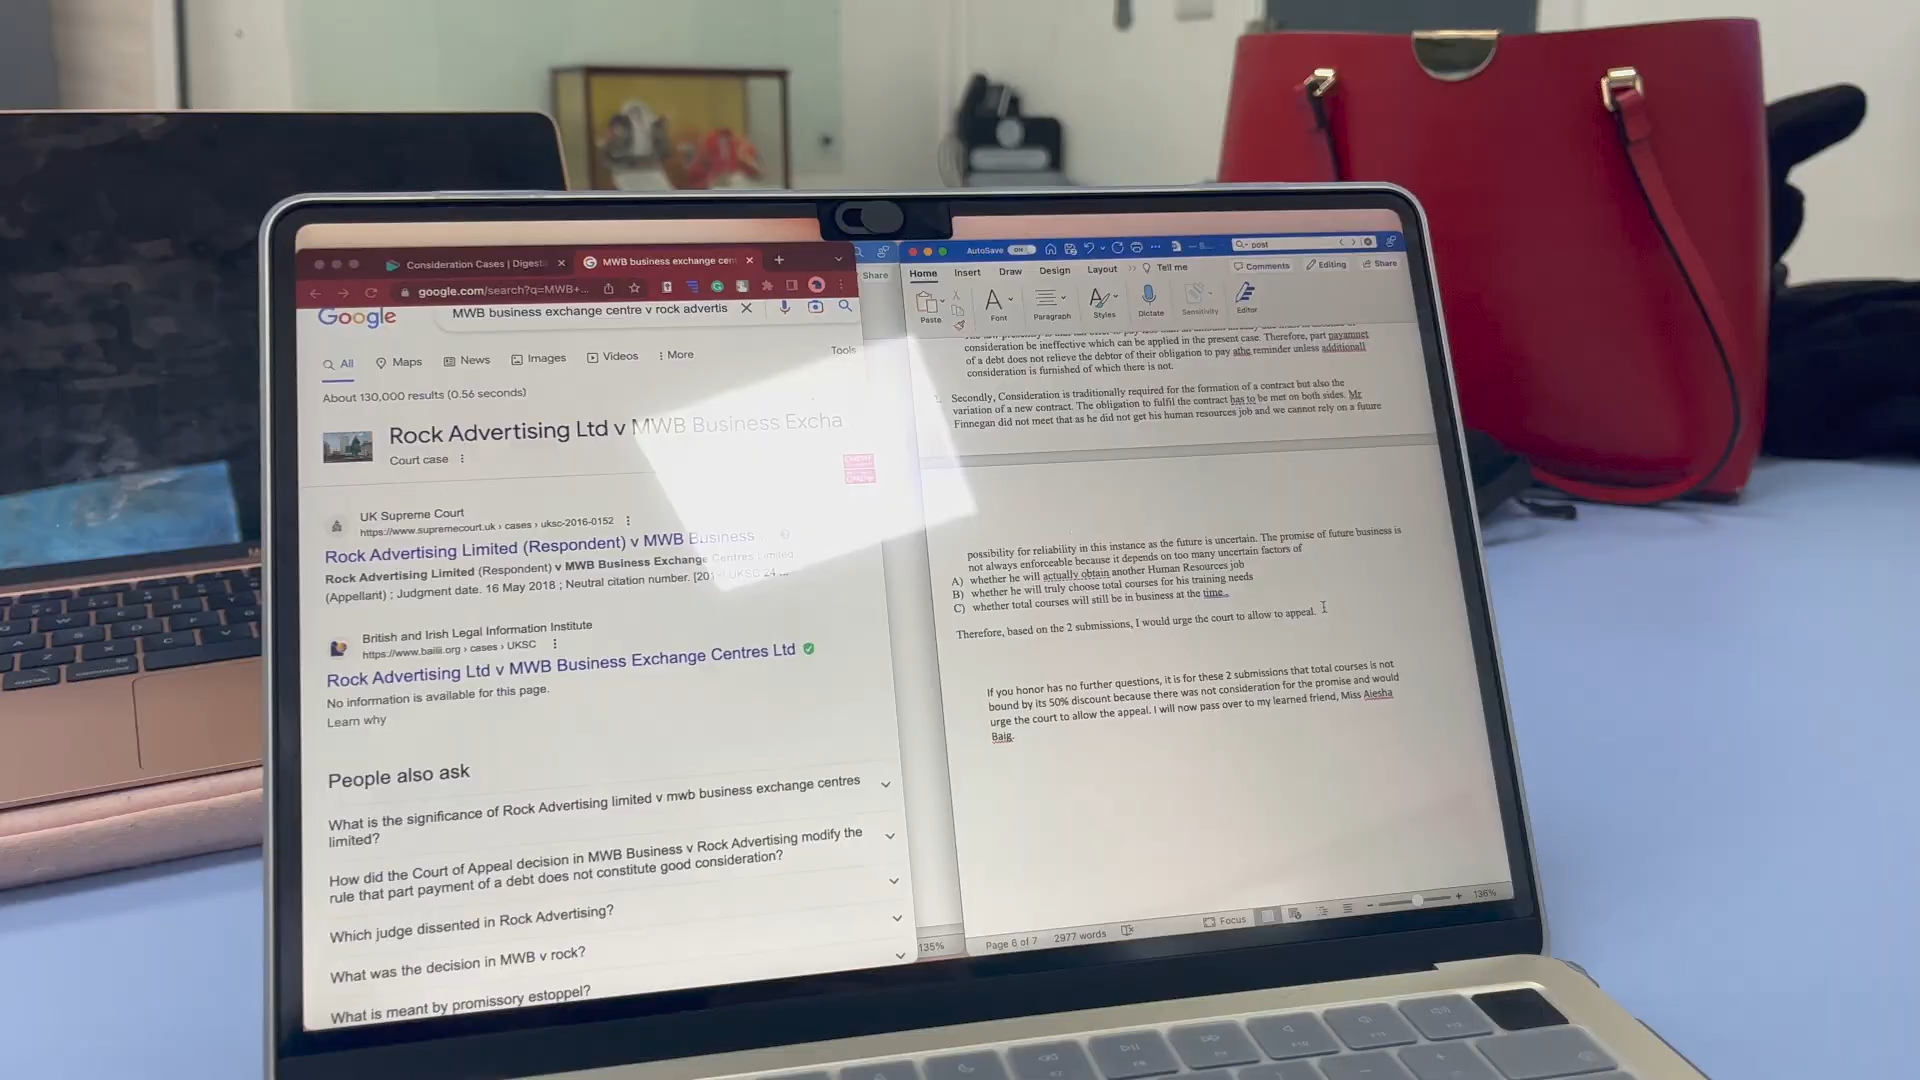 Consideration Cases | Digest
MWB business exchange cen
google.com/search?q=MWB+...
Google
MWB business exchange centre v rock advertis
All
Maps
News
Images
Videos
More
Tools
About 130,000 results (0.56 seconds)
Rock Advertising Ltd v MWB Business Excha
Court case
UK Supreme Court
https://www.supremecourt.uk › cases › uksc-2016-0152
Rock Advertising Limited (Respondent) v MWB Business
Rock Advertising Limited (Respondent) v MWB Business Exchange Centres Limited
(Appellant) ; Judgment date. 16 May 2018 ; Neutral citation number. [201 UKSC 24 ...
British and Irish Legal Information Institute
https://www.bailii.org › cases › UKSC
Rock Advertising Ltd v MWB Business Exchange Centres Ltd
No information is available for this page.
Learn why
People also ask
What is the significance of Rock Advertising limited v mwb business exchange centres
limited?
How did the Court of Appeal decision in MWB Business v Rock Advertising modify the
rule that part payment of a debt does not constitute good consideration?
Which judge dissented in Rock Advertising?
What was the decision in MWB v rock?
What is meant by promissory estoppel?
Share
135%
AutoSave ON
post
Home
Insert
Draw
Design
Layout
Tell me
Comments
Editing
Share
Paste
Font
Paragraph
Styles
Dictate
Sensitivity
Editor
consideration be ineffective which can be applied in the present case. Therefore, part payamnet
of a debt does not relieve the debtor of their obligation to pay athe reminder unless additionall
consideration is furnished of which there is not.
Secondly, Consideration is traditionally required for the formation of a contract but also the
variation of a new contract. The obligation to fulfil the contract has to be met on both sides. Mr
Finnegan did not meet that as he did not get his human resources job and we cannot rely on a future
possibility for reliability in this instance as the future is uncertain. The promise of future business is
not always enforceable because it depends on too many uncertain factors of
A) whether he will actually obtain another Human Resources job
B) whether he will truly choose total courses for his training needs
C) whether total courses will still be in business at the time .
Therefore, based on the 2 submissions, I would urge the court to allow to appeal.
If you honor has no further questions, it is for these 2 submissions that total courses is not
bound by its 50% discount because there was not consideration for the promise and would
urge the court to allow the appeal. I will now pass over to my learned friend, Miss Aiesha
Baig.
Page 6 of 7
2977 words
Focus
136%